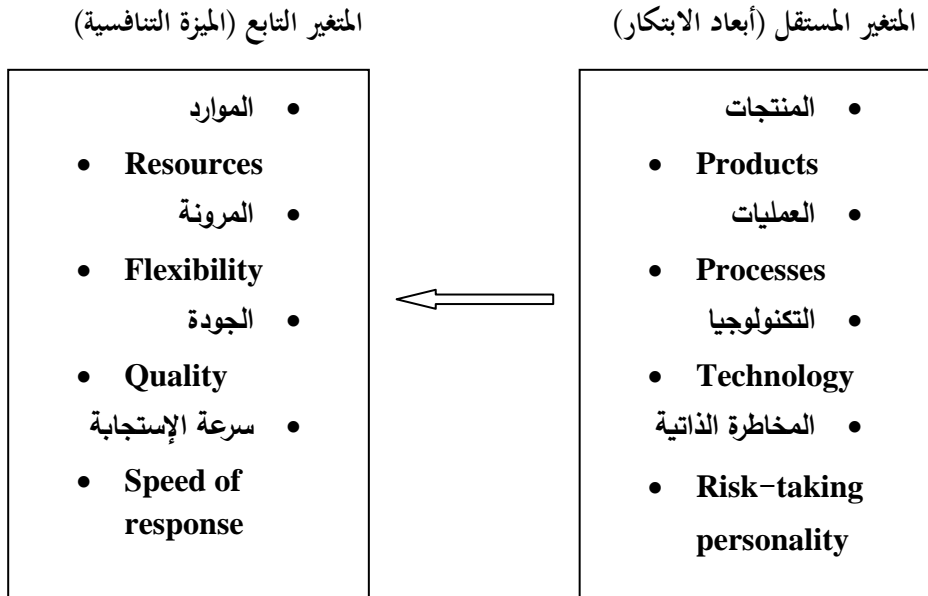 المتغير المستقل (أبعاد الابتكار)
المتغير التابع (الميزة التنافسية)
• المنتجات
• Products
• العمليات
• Processes
• التكنولوجيا
• Technology
• المخاطرة الذاتية
• Risk-taking
personality
• الموارد
• Resources
• المرونة
• Flexibility
• الجودة
• Quality
• سرعة الإستجابة
• Speed of
response